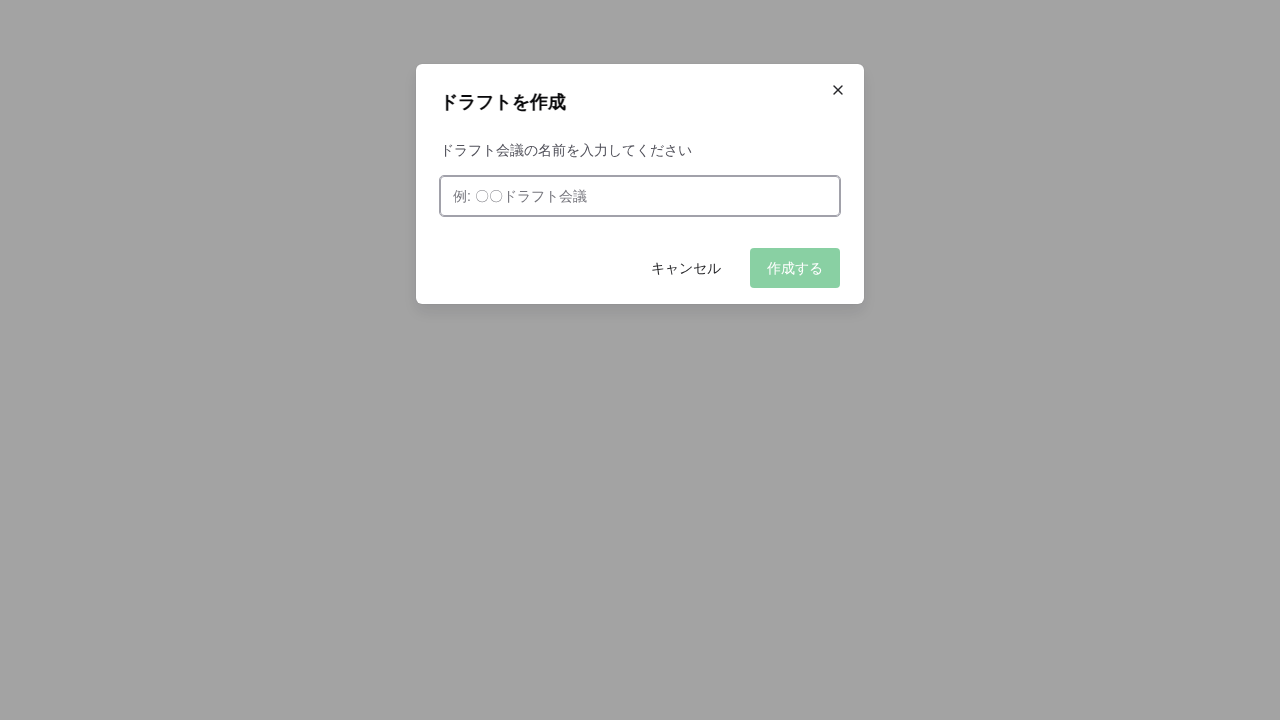 ドラフトを作成
ドラフト会議の名前を入力してください
例: 〇〇ドラフト会議
キャンセル
作成する